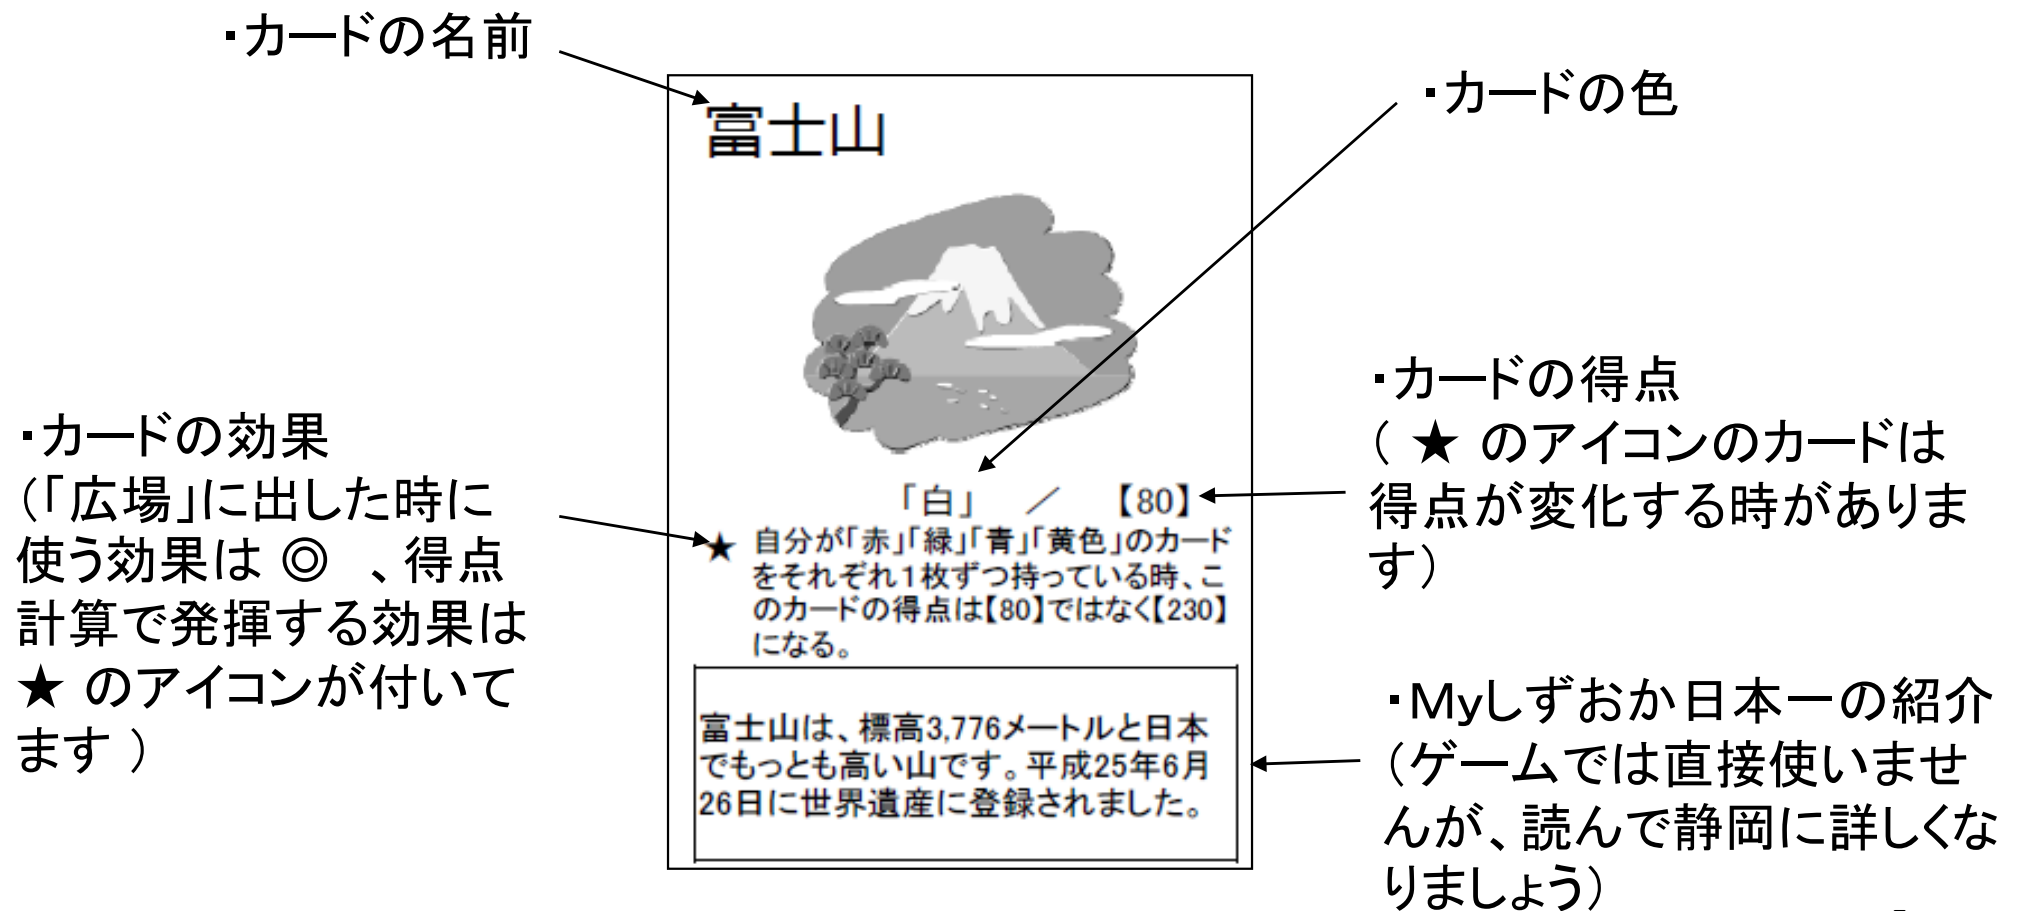 ・カードの名前
富士山
・カードの色
・カードの効果
(「広場」に出した時に
使う効果は ◎ 、得点
計算で発揮する効果は
★ のアイコンが付いて
ます )
「白」 ／ 【80】
★ 自分が「赤」「緑」「青」「黄色」のカード
をそれぞれ１枚ずつ持っている時、こ
のカードの得点は【80】ではなく【230】
になる。
富士山は、標高3,776メートルと日本
でもっとも高い山です。平成25年6月
26日に世界遺産に登録されました。
・カードの得点
( ★ のアイコンのカードは
得点が変化する時がありま
す)
・Myしずおか日本一の紹介
(ゲームでは直接使いませ
んが、読んで静岡に詳しくな
りましょう)